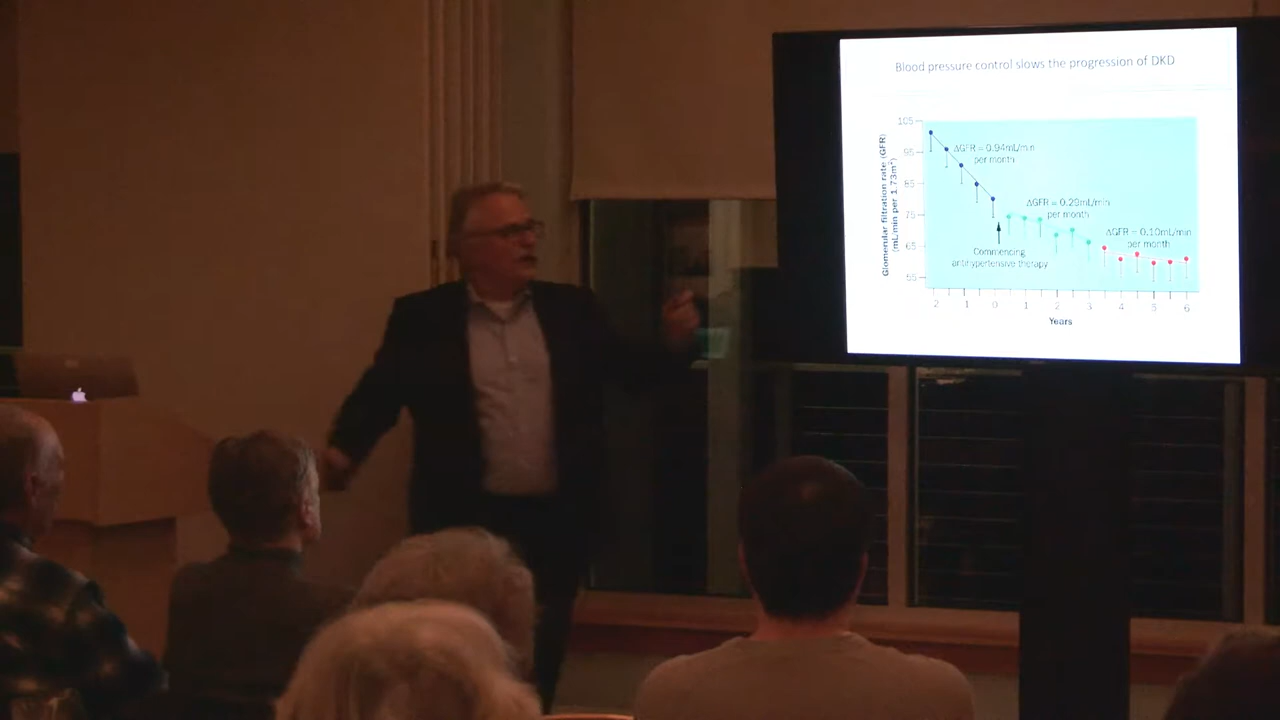 Blood pressure control slows the progression of DKD
Glomerular filtration rate (GFR)
(mL/min per 1.73m²)
105
95
85
75
65
55
ΔGFR = 0.94mL/min
per month
ΔGFR = 0.29mL/min
per month
ΔGFR = 0.10mL/min
per month
Commencing
antihypertensive therapy
2 1 0 1 2 3 4 5 6
Years